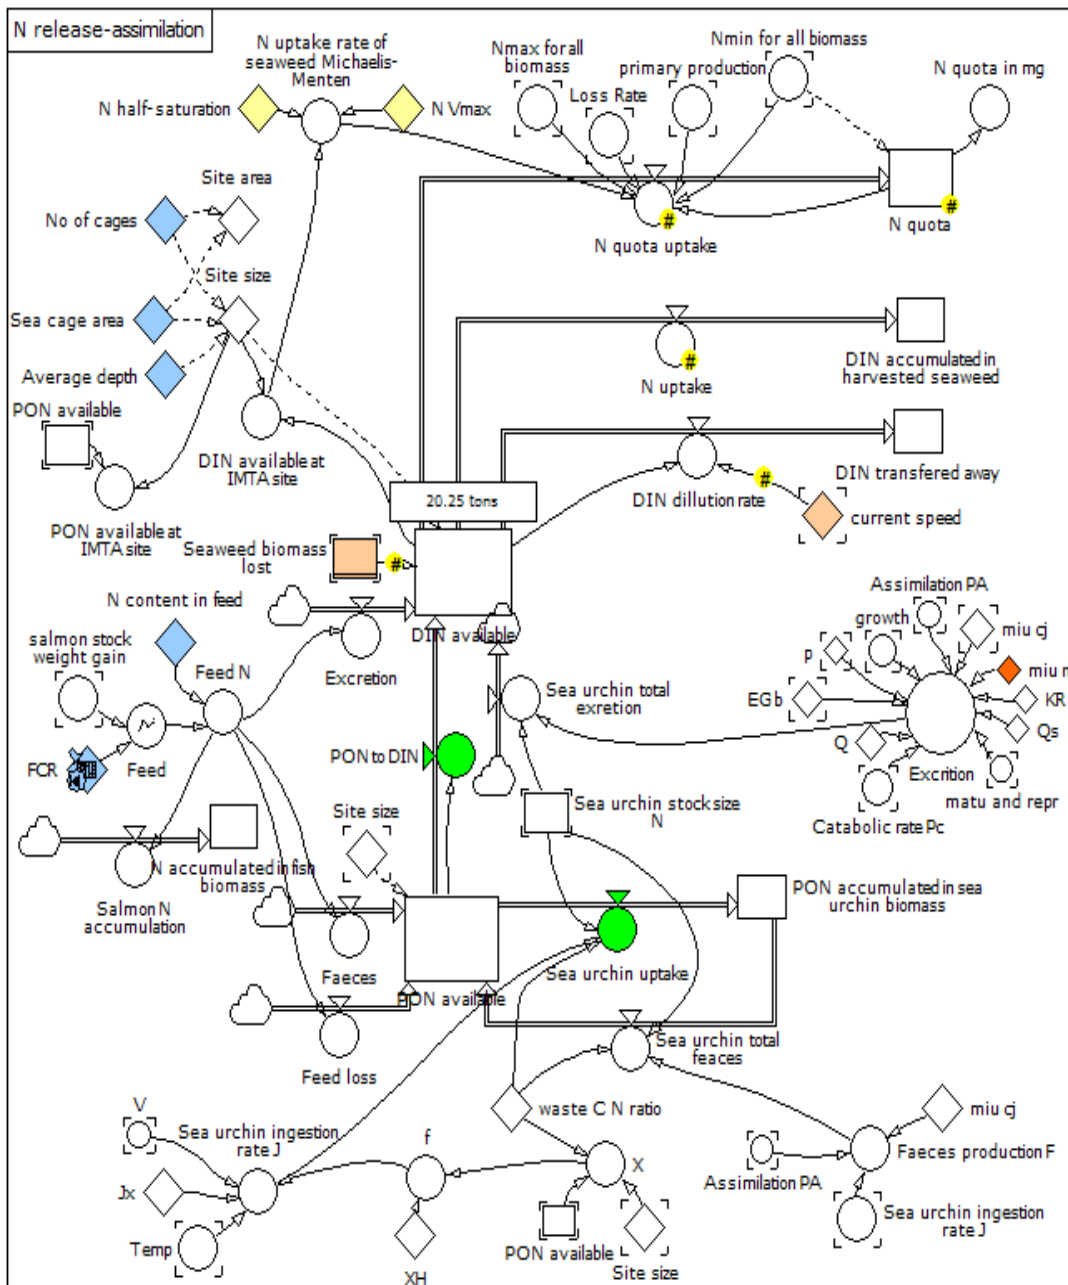 N release-assimilation
N uptake rate of
seaweed Michaelis-
Menten
Nmax for all
biomass
primary production
Nmin for all biomass
N quota in mg
Loss Rate
N half-saturation
N Vmax
Site area
No of cages
#
#
N quota uptake
N quota
Site size
Sea cage area
Average depth
#
N uptake
DIN accumulated in
harvested seaweed
PON available
DIN available at
IMTA site
DIN dillution rate
DIN transfered away
#
current speed
20.25 tons
PON available at
IMTA site
Seaweed biomass
lost
#
N content in feed
DIN available
Assimilation PA
growth
miu cj
p
miu n
salmon stock
weight gain
Feed N
Excretion
Sea urchin total
exretion
EGb
KR
Q
Qs
FCR
Feed
PON to DIN
Excrition
matu and repr
Catabolic rate Pc
Site size
Sea urchin stock size
N
N accumulated in fish
biomass
Salmon N
accumulation
PON accumulated in sea
urchin biomass
Faeces
PON available
Sea urchin uptake
Feed loss
Sea urchin total
feaces
V
Sea urchin ingestion
rate J
f
waste C N ratio
miu cj
X
Faeces production F
Jx
Assimilation PA
Temp
XH
PON available
Site size
Sea urchin ingestion
rate J